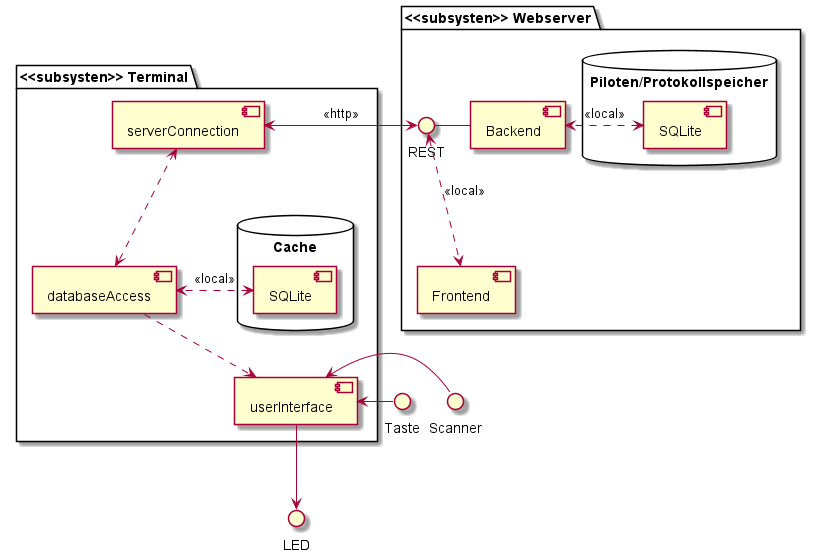 <<subsysten>> Webserver
<<subsysten>> Terminal
Piloten/Protokollspeicher
serverConnection
«http»
REST
Backend
«local»
SQLite
«local»
Cache
databaseAccess
«local»
SQLite
Frontend
userInterface
Taste
Scanner
LED